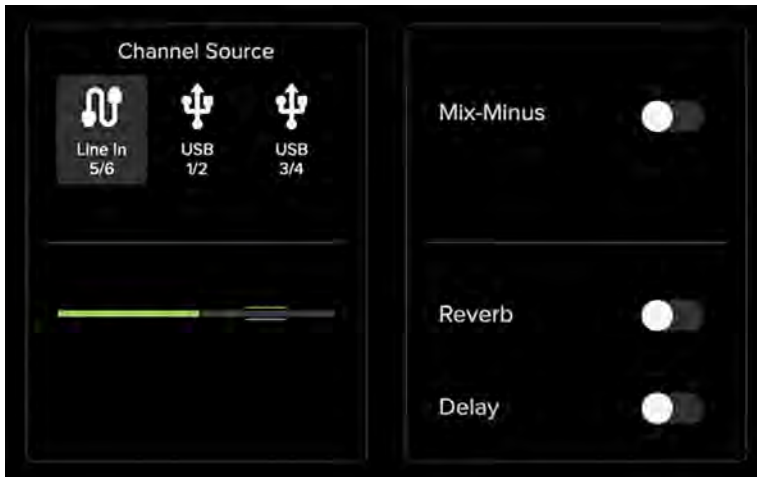 Channel Source
Line In
5/6
USB
1/2
USB
3/4
Mix-Minus
Reverb
Delay